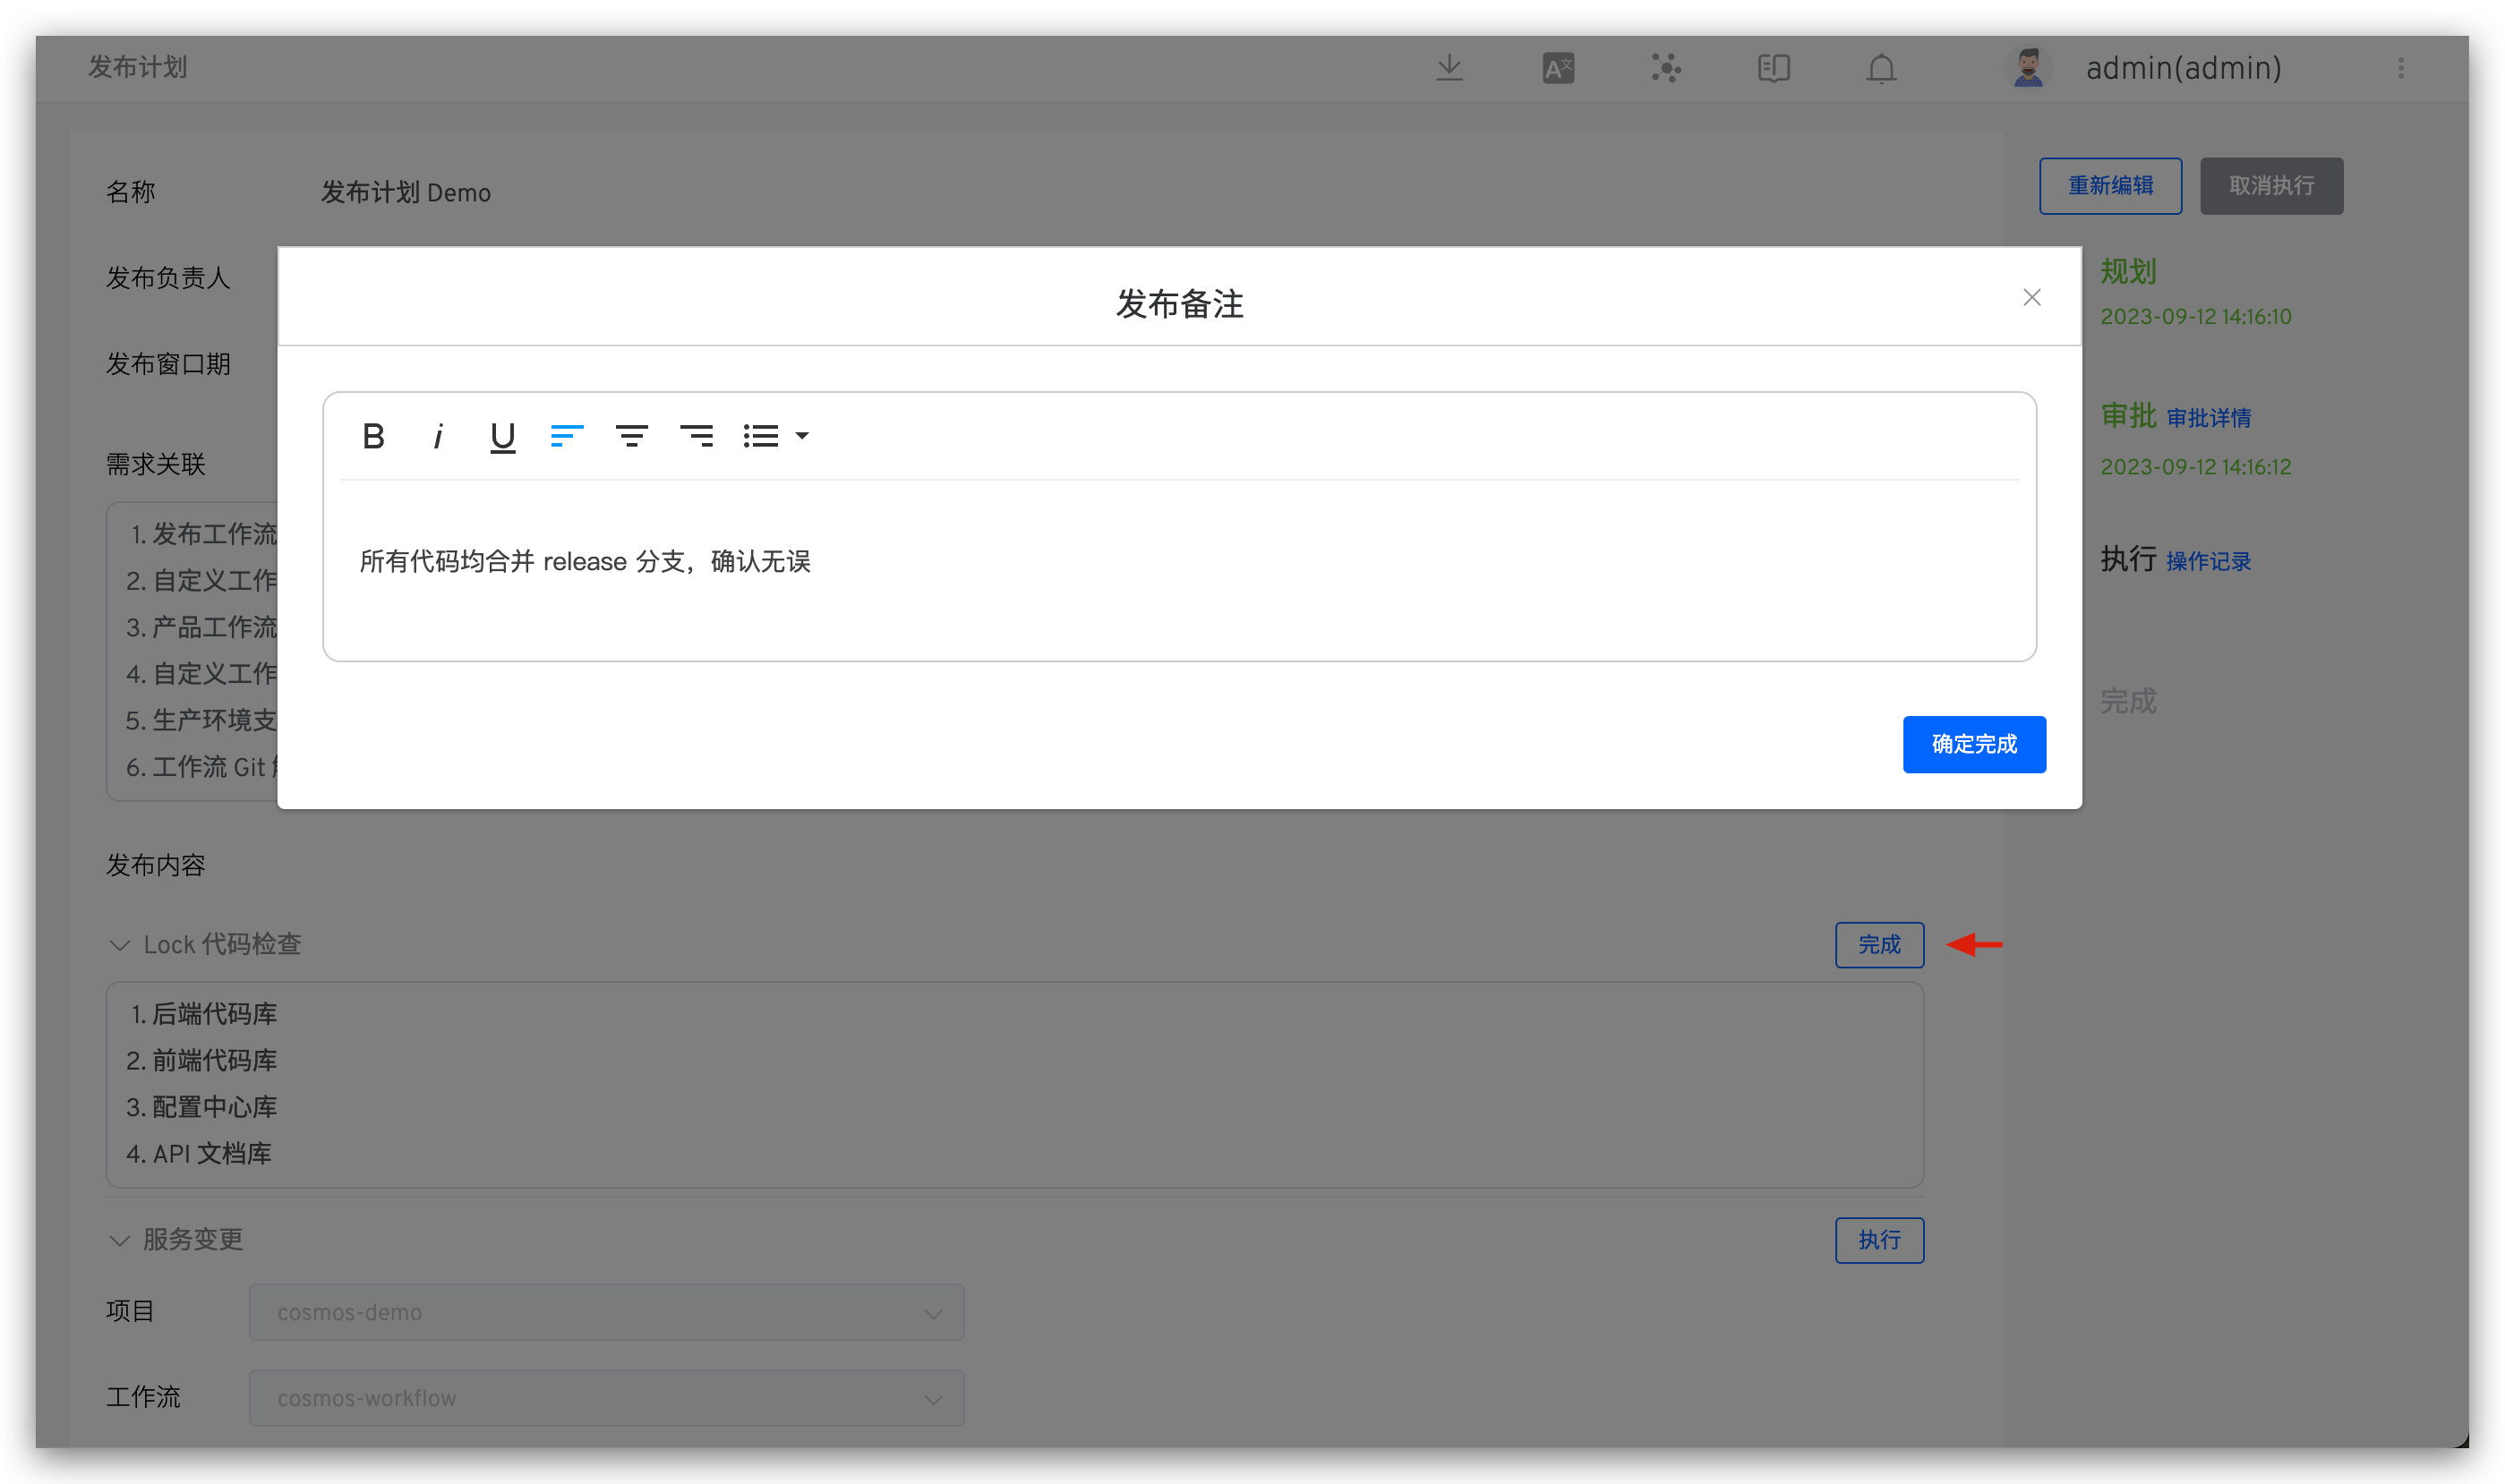 发布计划
admin(admin)
名称 发布计划 Demo
重新编辑 取消执行
发布负责人
规划
2023-09-12 14:16:10
发布备注
发布窗口期
审批 审批详情
2023-09-12 14:16:12
需求关联
1. 发布工作流
2. 自定义工作
3. 产品工作流
4. 自定义工作
5. 生产环境支
6. 工作流 Git
所有代码均合并 release 分支，确认无误
执行 操作记录
完成
确定完成
发布内容
Lock 代码检查 完成
1. 后端代码库
2. 前端代码库
3. 配置中心库
4. API 文档库
服务变更 执行
项目 cosmos-demo
工作流 cosmos-workflow